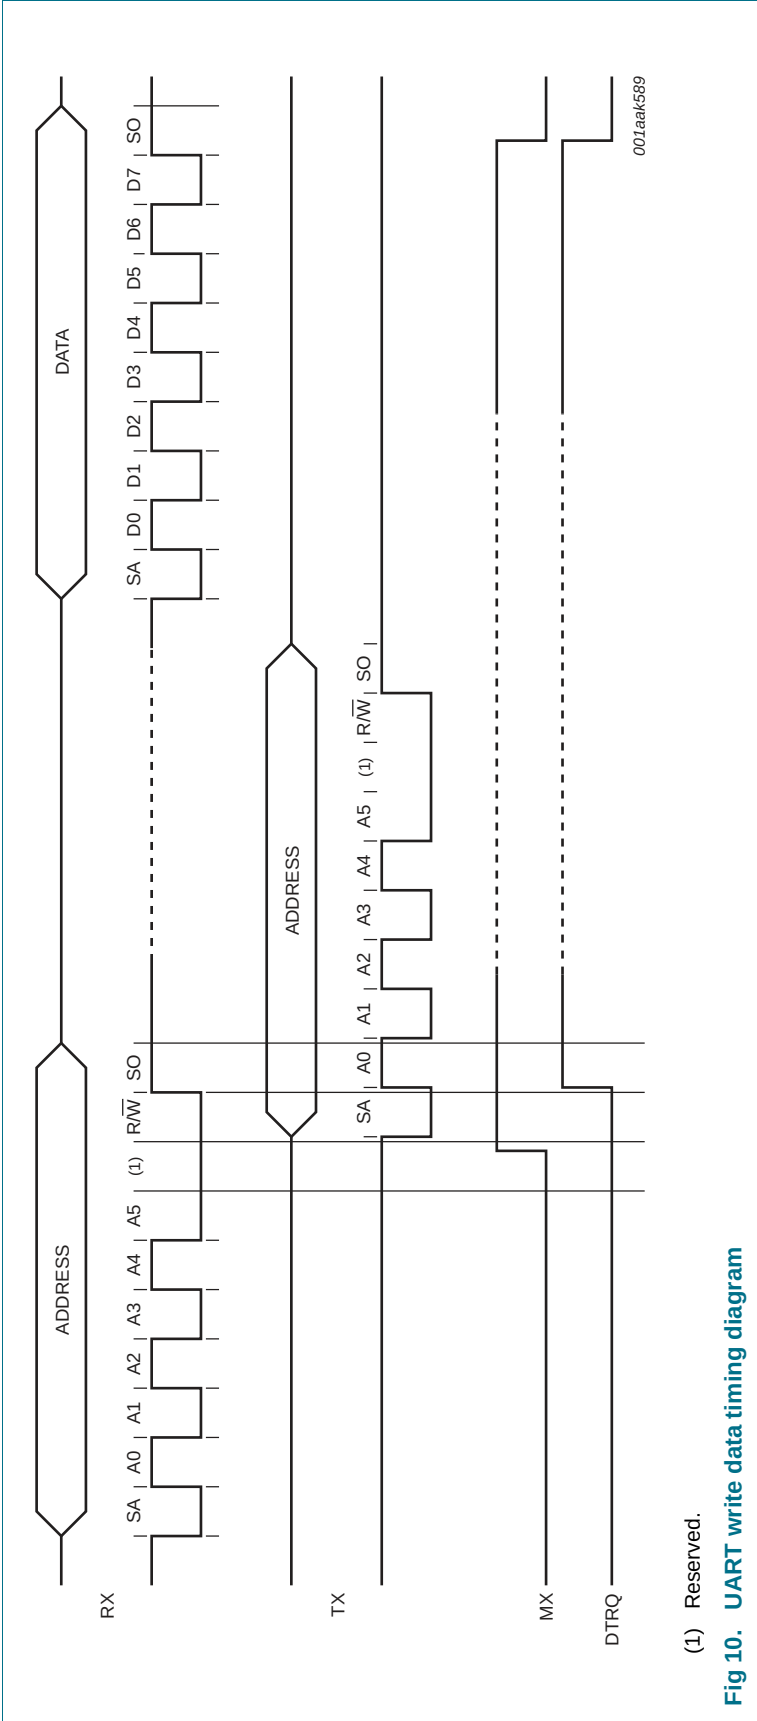 ADDRESS
DATA
RX
SA A0 A1 A2 A3 A4 A5 (1) R/W̅ SO
SA D0 D1 D2 D3 D4 D5 D6 D7 SO
ADDRESS
TX
SA A0 A1 A2 A3 A4 A5 (1) R/W̅ SO
MX
DTRQ
001aak589
(1) Reserved.
Fig 10. UART write data timing diagram